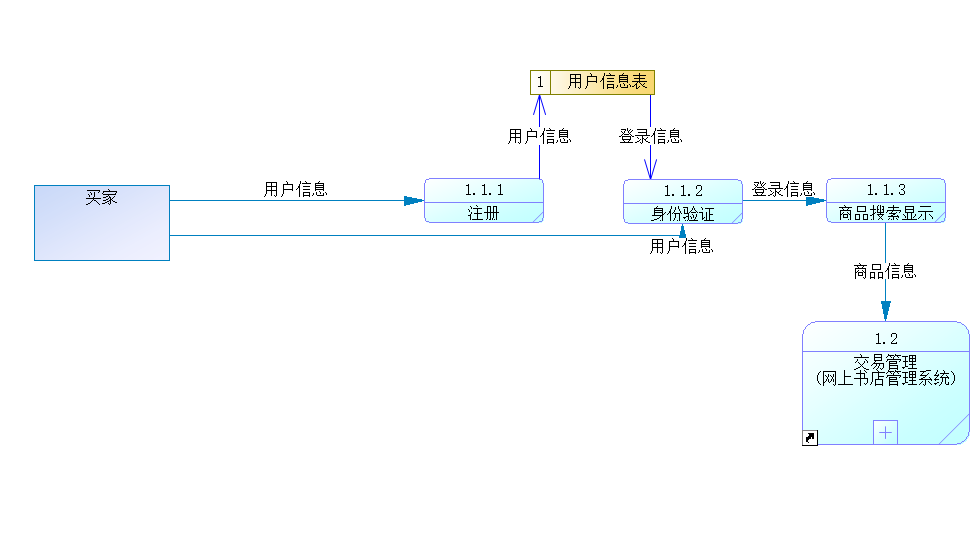 1 用户信息表
用户信息
登录信息
买家
用户信息
1.1.1
注册
1.1.2
身份验证
登录信息
1.1.3
商品搜索显示
用户信息
商品信息
1.2
交易管理
(网上书店管理系统)